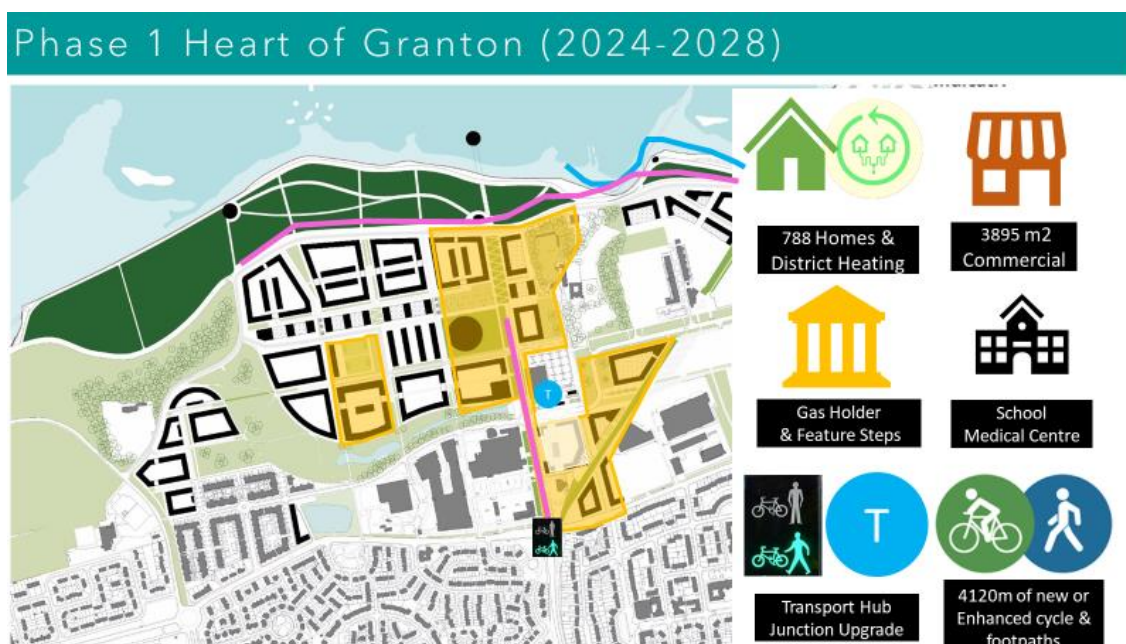 Phase 1 Heart of Granton (2024-2028)
788 Homes &
District Heating
3895 m2
Commercial
Gas Holder
& Feature Steps
School
Medical Centre
T
T
Transport Hub
Junction Upgrade
4120m of new or
Enhanced cycle &
footpaths